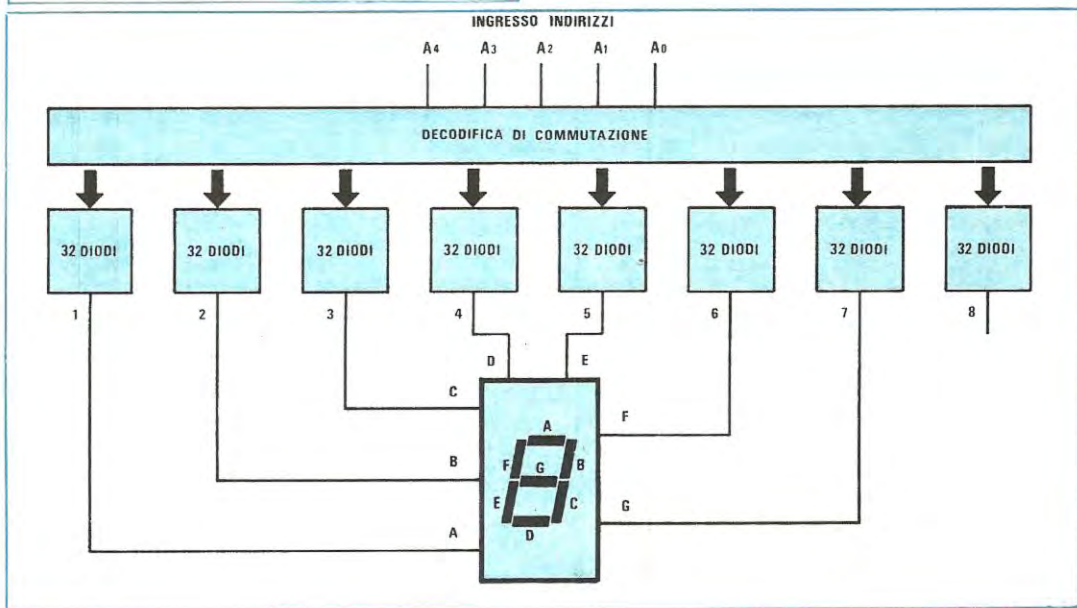 INGRESSO INDIRIZZI
A4 A3 A2 A1 A0
DECODIFICA DI COMMUTAZIONE
32 DIODI 32 DIODI 32 DIODI 32 DIODI 32 DIODI 32 DIODI 32 DIODI 32 DIODI
1 2 3 4 5 6 7 8
D E
C
F
A
B
F G B
E C
G
D
A